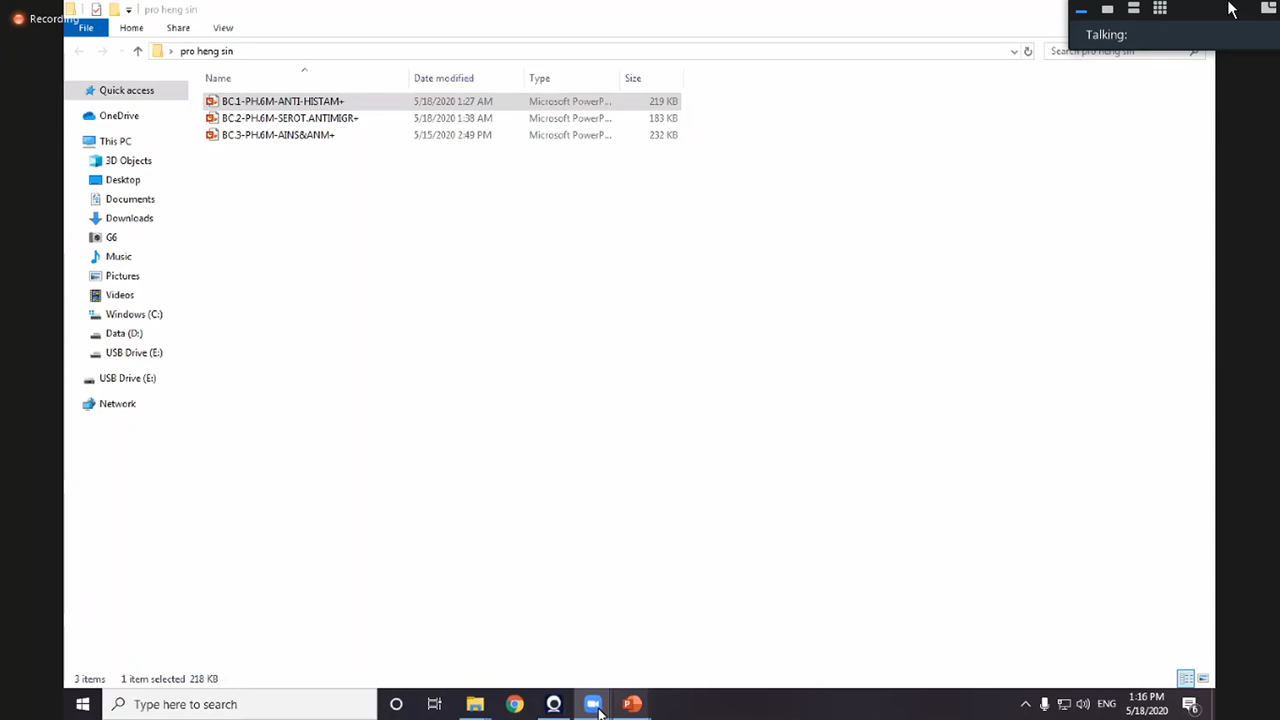 Recording
pro heng sin
Talking:
File Home Share View
pro heng sin
Search pro heng sin
Name Date modified Type Size
Quick access
OneDrive
This PC
3D Objects
Desktop
Documents
Downloads
G6
Music
Pictures
Videos
Windows (C:)
Data (D:)
USB Drive (E:)
USB Drive (E:)
Network
BC.1-PH.6M-ANTI-HISTAM+ 5/18/2020 1:27 AM Microsoft PowerP... 219 KB
BC.2-PH.6M-SEROT.ANTIMIGR+ 5/18/2020 1:38 AM Microsoft PowerP... 183 KB
BC.3-PH.6M-AINS&ANM+ 5/15/2020 2:49 PM Microsoft PowerP... 232 KB
3 items 1 item selected 218 KB
Type here to search
ENG
1:16 PM
5/18/2020
6